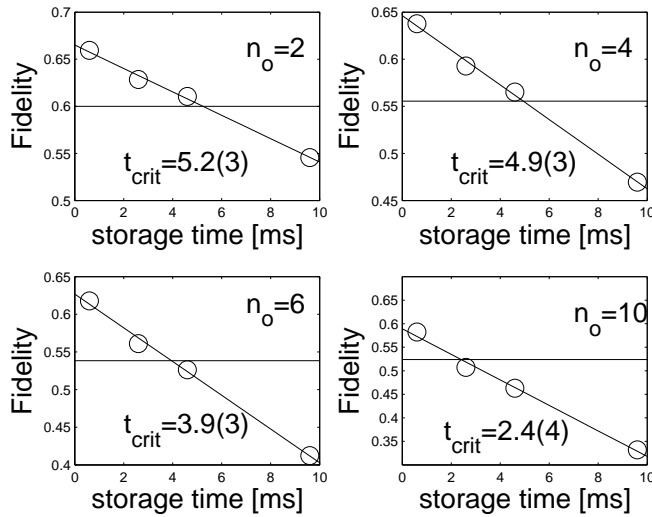 0.7
0.65
0.6
0.55
0.5
0 2 4 6 8 10
Fidelity
storage time [ms]
n_o=2
t_crit=5.2(3)
0.65
0.6
0.55
0.5
0.45
0 2 4 6 8 10
Fidelity
storage time [ms]
n_o=4
t_crit=4.9(3)
0.65
0.6
0.55
0.5
0.45
0.4
0 2 4 6 8 10
Fidelity
storage time [ms]
n_o=6
t_crit=3.9(3)
0.65
0.6
0.55
0.5
0.45
0.4
0.35
0 2 4 6 8 10
Fidelity
storage time [ms]
n_o=10
t_crit=2.4(4)